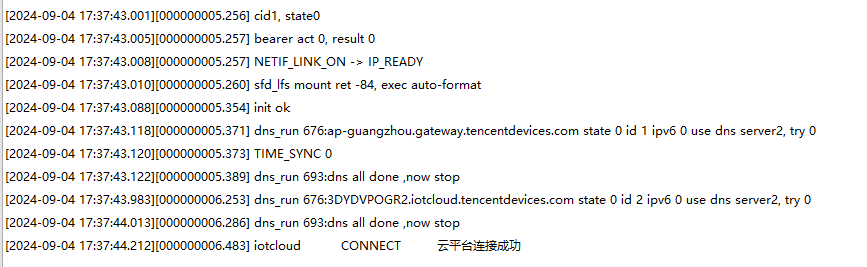 [2024-09-04 17:37:43.001][000000005.256] cid1, state0
[2024-09-04 17:37:43.005][000000005.257] bearer act 0, result 0
[2024-09-04 17:37:43.008][000000005.257] NETIF_LINK_ON -> IP_READY
[2024-09-04 17:37:43.010][000000005.260] sfd_lfs mount ret -84, exec auto-format
[2024-09-04 17:37:43.088][000000005.354] init ok
[2024-09-04 17:37:43.118][000000005.371] dns_run 676:ap-guangzhou.gateway.tencentdevices.com state 0 id 1 ipv6 0 use dns server2, try 0
[2024-09-04 17:37:43.120][000000005.373] TIME_SYNC 0
[2024-09-04 17:37:43.122][000000005.389] dns_run 693:dns all done ,now stop
[2024-09-04 17:37:43.983][000000006.253] dns_run 676:3DYDVPOGR2.iotcloud.tencentdevices.com state 0 id 2 ipv6 0 use dns server2, try 0
[2024-09-04 17:37:44.013][000000006.286] dns_run 693:dns all done ,now stop
[2024-09-04 17:37:44.212][000000006.483] iotcloud CONNECT 云平台连接成功